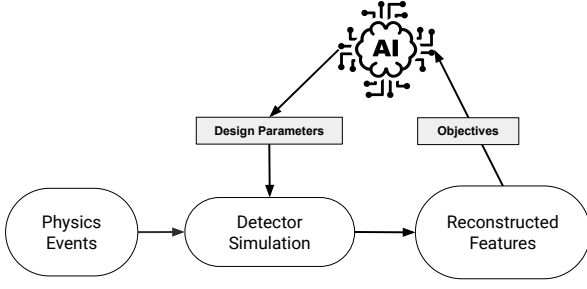 AI
Design Parameters
Objectives
Physics
Events
Detector
Simulation
Reconstructed
Features